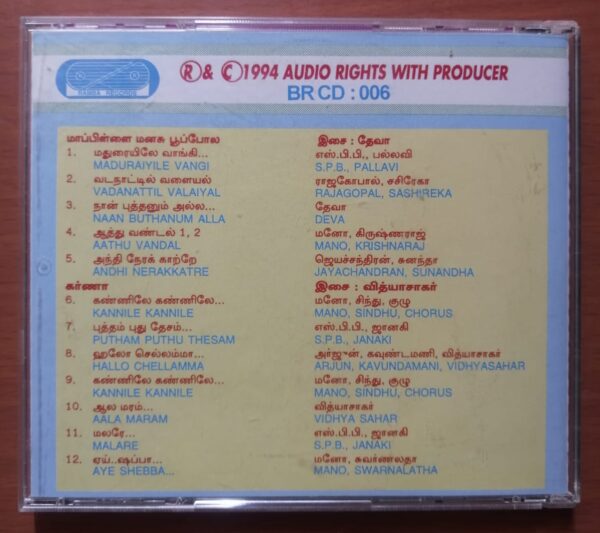 RAMBA RECORDS
Ⓡ & © 1994 AUDIO RIGHTS WITH PRODUCER
BR CD : 006
மாப்பிள்ளை மனசு பூப்போல இசை : தேவா
1. மதுரையிலே வாங்கி... எஸ்.பி.பி., பல்லவி
MADURAIYILE VANGI S.P.B., PALLAVI
2. வடநாட்டில் வளையல் ராஜகோபால், சசிரேகா
VADANATTIL VALAIYAL RAJAGOPAL, SASHIREKA
3. நான் புத்தனும் அல்ல... தேவா
NAAN BUTHANUM ALLA DEVA
4. ஆத்து வண்டல் 1, 2 மனோ, கிருஷ்ணராஜ்
AATHU VANDAL MANO, KRISHNARAJ
5. அந்தி நேரக் காற்றே ஜெயச்சந்திரன், சுனந்தா
ANDHI NERAKKATRE JAYACHANDRAN, SUNANDHA
கர்ணா இசை : வித்யாசாகர்
6. கண்ணிலே கண்ணிலே... மனோ, சிந்து, குழு
KANNILE KANNILE MANO, SINDHU, CHORUS
7. புத்தம் புது தேசம்... எஸ்.பி.பி., ஜானகி
PUTHAM PUTHU THESAM S.P.B., JANAKI
8. ஹலோ செல்லம்மா... அர்ஜுன், கவுண்டமணி, வித்யாசாகர்
HALLO CHELLAMMA ARJUN, KAVUNDAMANI, VIDHYASAHAR
9. கண்ணிலே கண்ணிலே... மனோ, சிந்து, குழு
KANNILE KANNILE MANO, SINDHU, CHORUS
10. ஆல மரம்... வித்யாசாகர்
AALA MARAM VIDHYA SAHAR
11. மலரே... எஸ்.பி.பி., ஜானகி
MALARE S.P.B., JANAKI
12. ஏய்..ஷப்பா... மனோ, சுவர்ணலதா
AYE SHEBBA... MANO, SWARNALATHA